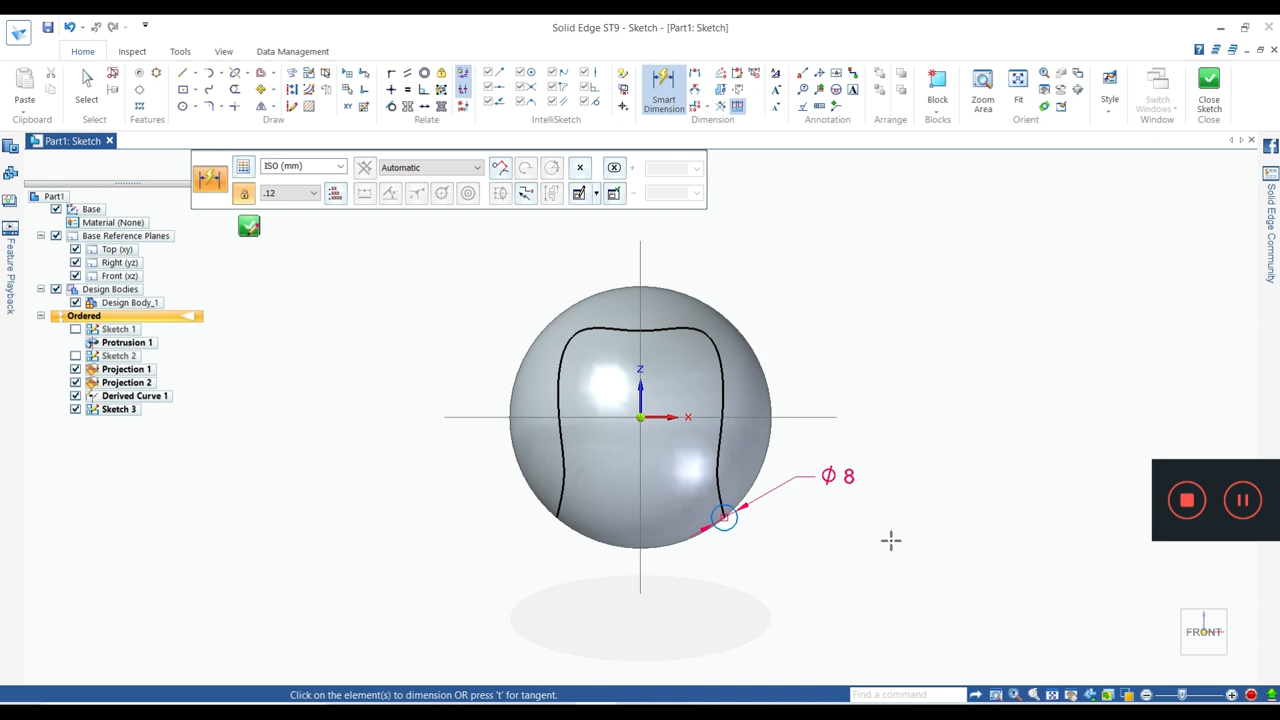 Solid Edge ST9 - Sketch - [Part1: Sketch]
Home Inspect Tools View Data Management
Paste
Select
Smart Dimension
Block
Zoom Area
Fit
Style
Switch Windows
Close Sketch
Clipboard Select Features Draw Relate IntelliSketch Dimension Annotation Arrange Blocks Orient Style Window Close
Part1: Sketch
ISO (mm)
Automatic
.12
Part1
Base
Material (None)
Base Reference Planes
Top (xy)
Right (yz)
Front (xz)
Design Bodies
Design Body_1
Ordered
Sketch 1
Protrusion 1
Sketch 2
Projection 1
Projection 2
Derived Curve 1
Sketch 3
Feature Playback
Solid Edge Community
Z
X
Ø 8
FRONT
Click on the element(s) to dimension OR press 't' for tangent.
Find a command